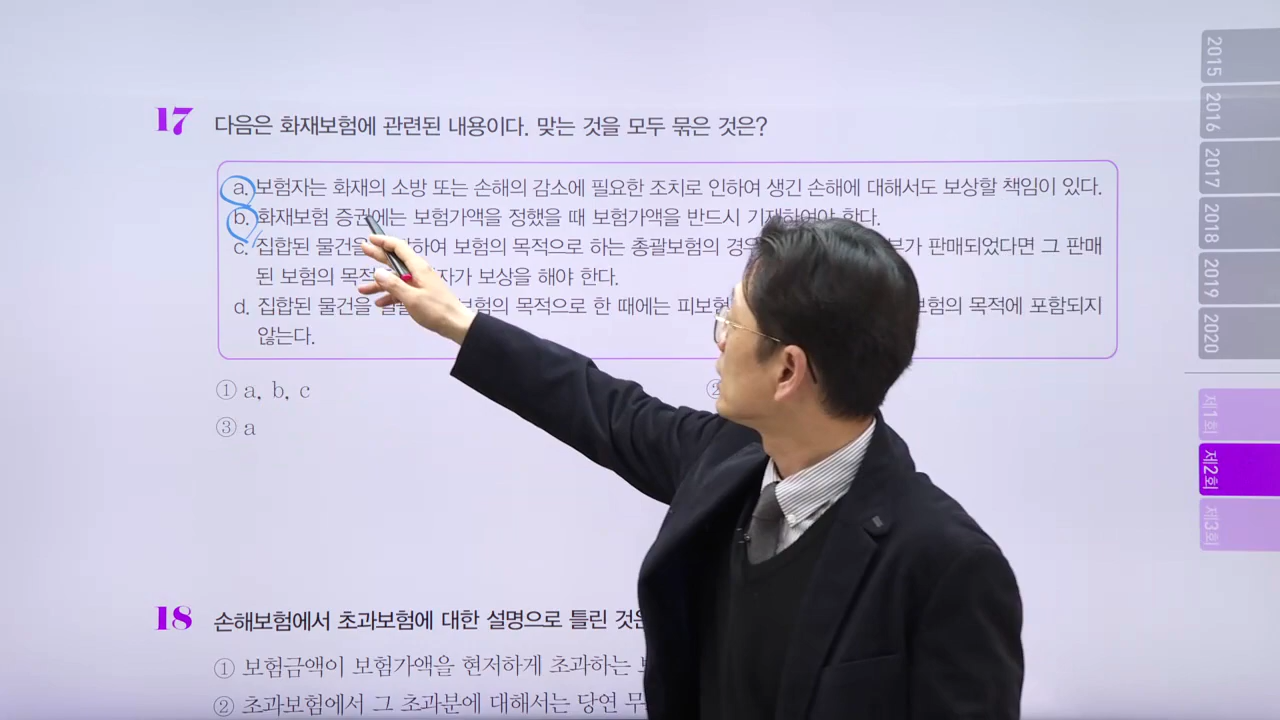 17 다음은 화재보험에 관련된 내용이다. 맞는 것을 모두 묶은 것은?
a. 보험자는 화재의 소방 또는 손해의 감소에 필요한 조치로 인하여 생긴 손해에 대해서도 보상할 책임이 있다.
b. 화재보험 증권에는 보험가액을 정했을 때 보험가액을 반드시 기재하여야 한다.
c. 집합된 물건을 하여 보험의 목적으로 하는 총괄보험의 경우 판매되었다면 그 판매
된 보험의 목적 보상을 해야 한다.
d. 집합된 물건을 보험의 목적으로 한 때에는 보험의 목적에 포함되지
않는다.
① a, b, c
③ a
18 손해보험에서 초과보험에 대한 설명으로 틀린 것은
① 보험금액이 보험가액을 현저하게 초과하는
② 초과보험에서 그 초과분에 대해서는 당연
2015
2016
2017
2018
2019
2020
제1회
제2회
제3회